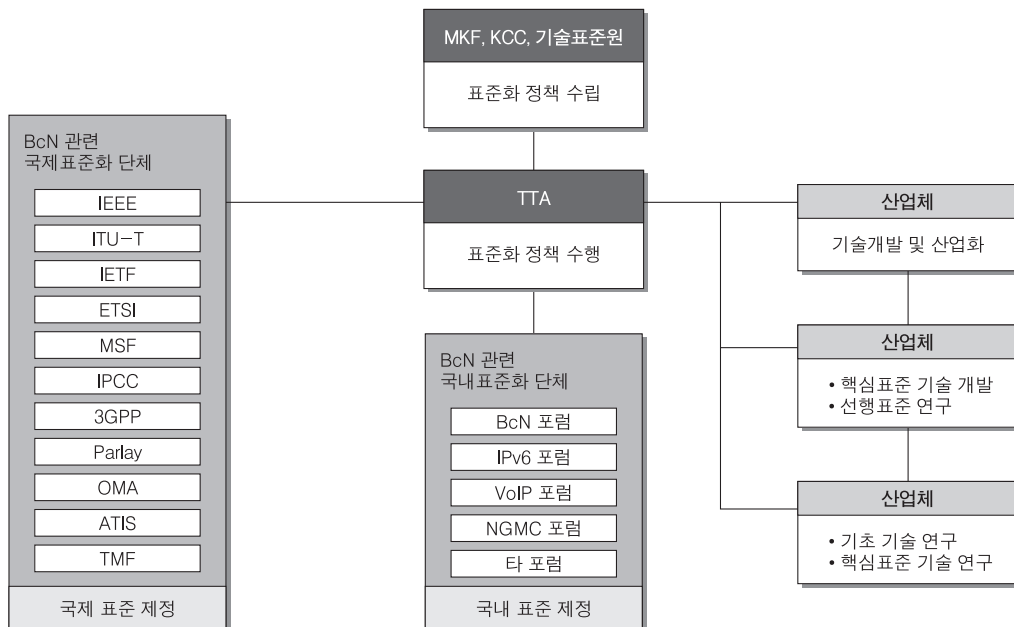 MKF, KCC, 기술표준원
표준화 정책 수립
BcN 관련
국제표준화 단체
IEEE
ITU-T
IETF
ETSI
MSF
IPCC
3GPP
Parlay
OMA
ATIS
TMF
국제 표준 제정
TTA
표준화 정책 수행
BcN 관련
국내표준화 단체
BcN 포럼
IPv6 포럼
VoIP 포럼
NGMC 포럼
타 포럼
국내 표준 제정
산업체
기술개발 및 산업화
산업체
• 핵심표준 기술 개발
• 선행표준 연구
산업체
• 기초 기술 연구
• 핵심표준 기술 연구